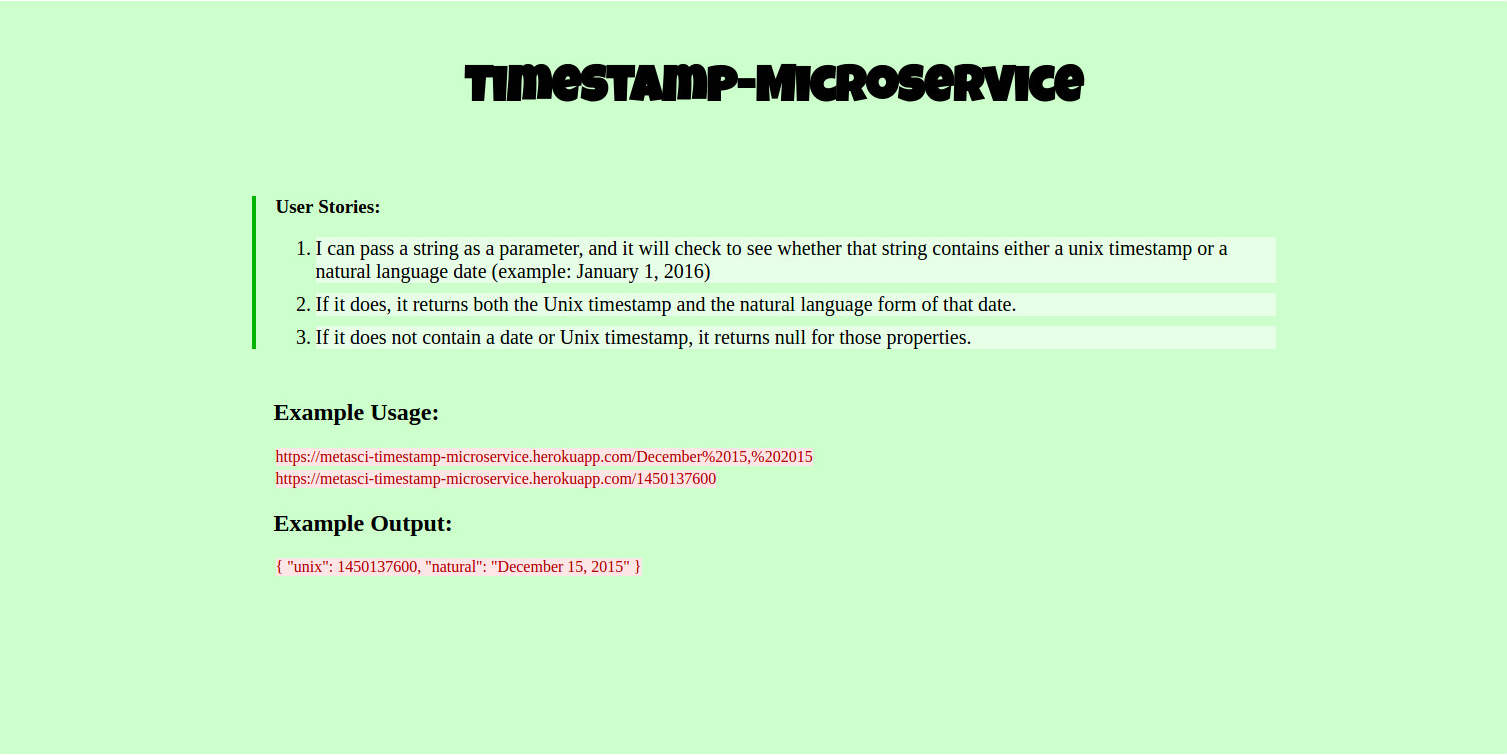 Timestamp-Microservice
User Stories:
1. I can pass a string as a parameter, and it will check to see whether that string contains either a unix timestamp or a
natural language date (example: January 1, 2016)
2. If it does, it returns both the Unix timestamp and the natural language form of that date.
3. If it does not contain a date or Unix timestamp, it returns null for those properties.
Example Usage:
https://metasci-timestamp-microservice.herokuapp.com/December%2015,%202015
https://metasci-timestamp-microservice.herokuapp.com/1450137600
Example Output:
{ "unix": 1450137600, "natural": "December 15, 2015" }